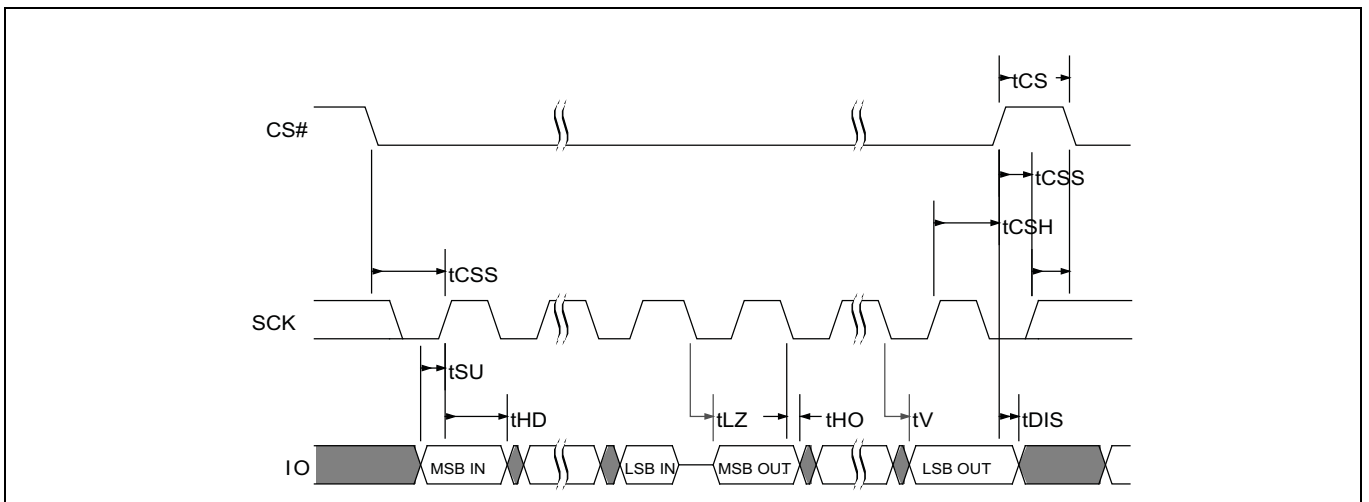 tCS
CS#
tCSS
tCSH
tCSS
SCK
tSU
tHD
tLZ
tHO
tV
tDIS
IO
MSB IN
LSB IN
MSB OUT
LSB OUT